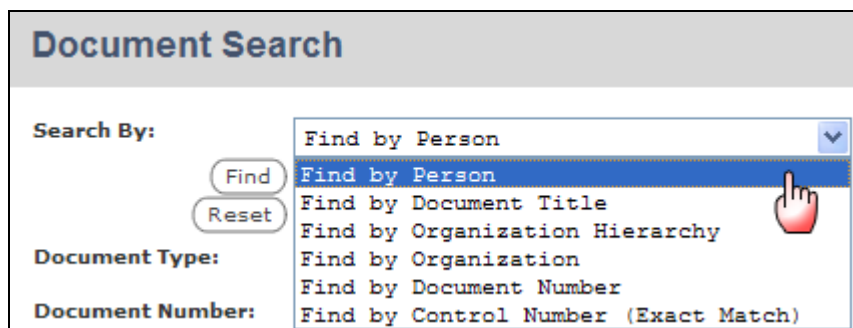 Document Search
Search By:
Find by Person
Find
Find by Person
Reset
Find by Document Title
Find by Organization Hierarchy
Document Type:
Find by Organization
Find by Document Number
Document Number:
Find by Control Number (Exact Match)